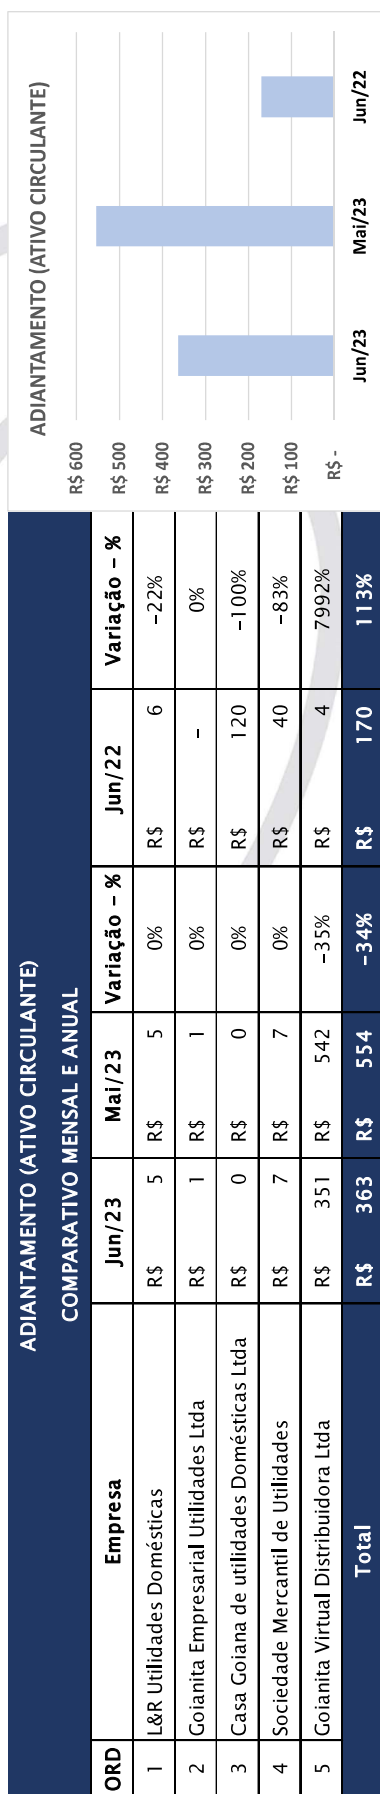 ADIANTAMENTO (ATIVO CIRCULANTE)
COMPARATIVO MENSAL E ANUAL
ORD Empresa Jun/23 Mai/23 Variação – % Jun/22 Variação – %
1 L&R Utilidades Domésticas R$ 5 R$ 5 0% R$ 6 –22%
2 Goianita Empresarial Utilidades Ltda R$ 1 R$ 1 0% R$ – 0%
3 Casa Goiana de utilidades Domésticas Ltda R$ 0 R$ 0 0% R$ 120 –100%
4 Sociedade Mercantil de Utilidades R$ 7 R$ 7 0% R$ 40 –83%
5 Goianita Virtual Distribuidora Ltda R$ 351 R$ 542 –35% R$ 4 7992%
Total R$ 363 R$ 554 –34% R$ 170 113%
ADIANTAMENTO (ATIVO CIRCULANTE)
R$ 600
R$ 500
R$ 400
R$ 300
R$ 200
R$ 100
R$ -
Jun/23 Mai/23 Jun/22